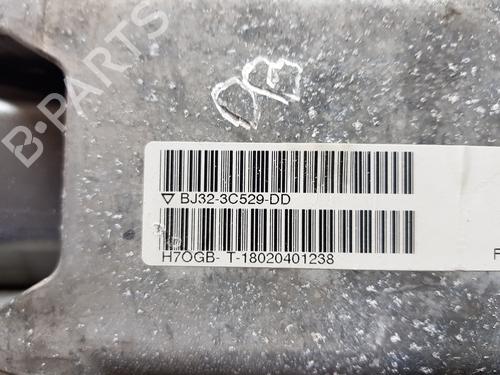 B-PARTS
▽ BJ32-3C529-DD
H7OGB- T-18020401238